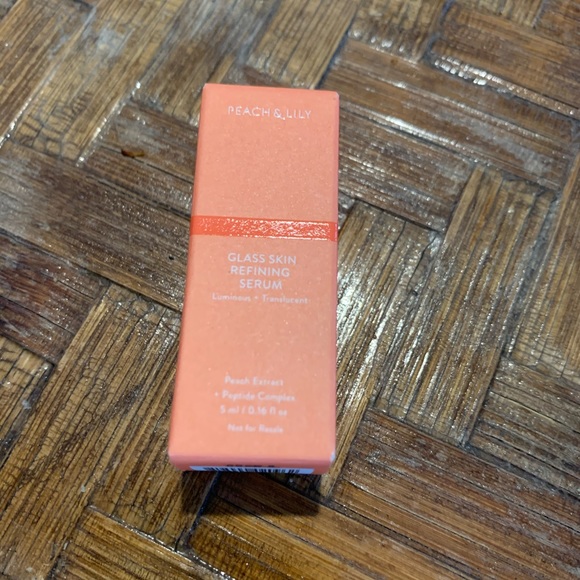 PEACH & LILY
GLASS SKIN
REFINING
SERUM
Luminous + Translucent
Peach Extract
+ Peptide Complex
5 ml / 0.16 fl oz
Not for Resale